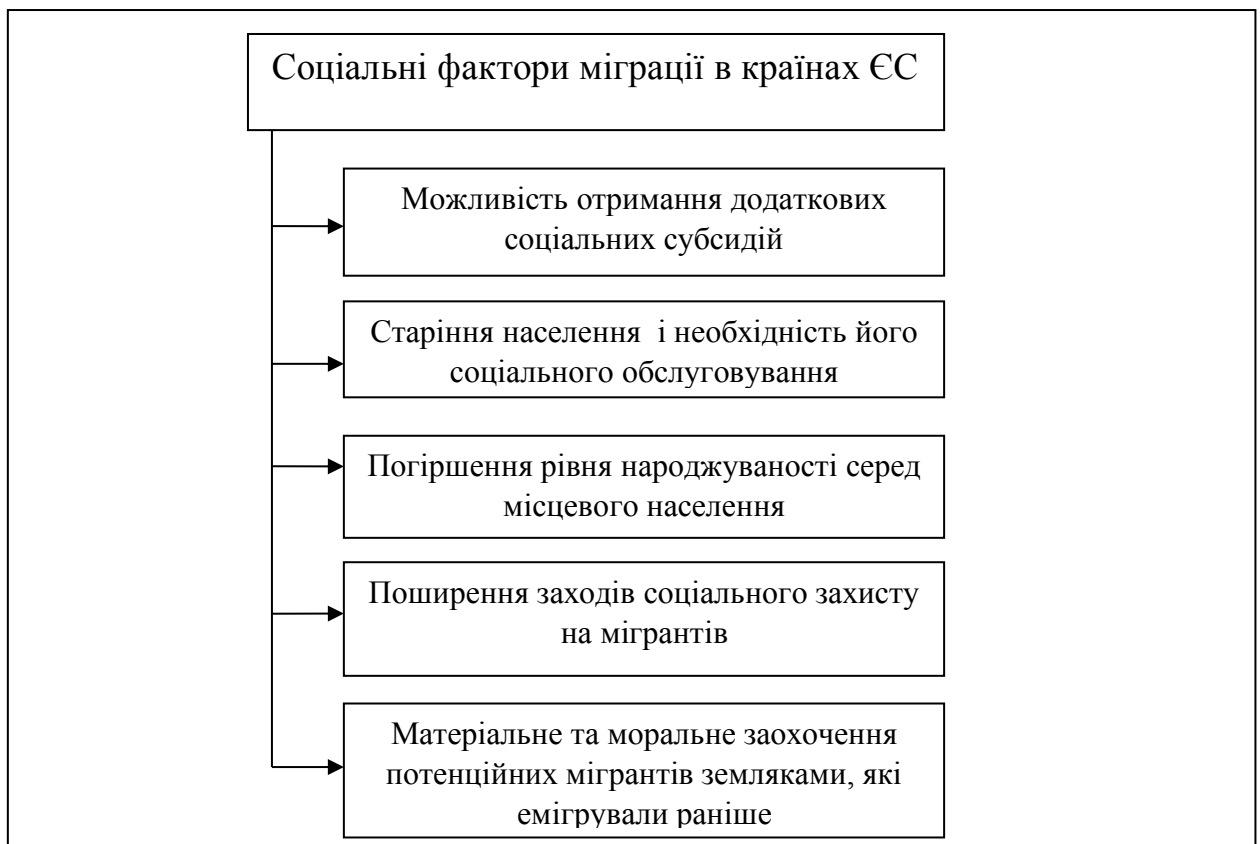 Соціальні фактори міграції в країнах ЄС
Можливість отримання додаткових
соціальних субсидій
Старіння населення і необхідність його
соціального обслуговування
Погіршення рівня народжуваності серед
місцевого населення
Поширення заходів соціального захисту
на мігрантів
Матеріальне та моральне заохочення
потенційних мігрантів земляками, які
емігрували раніше